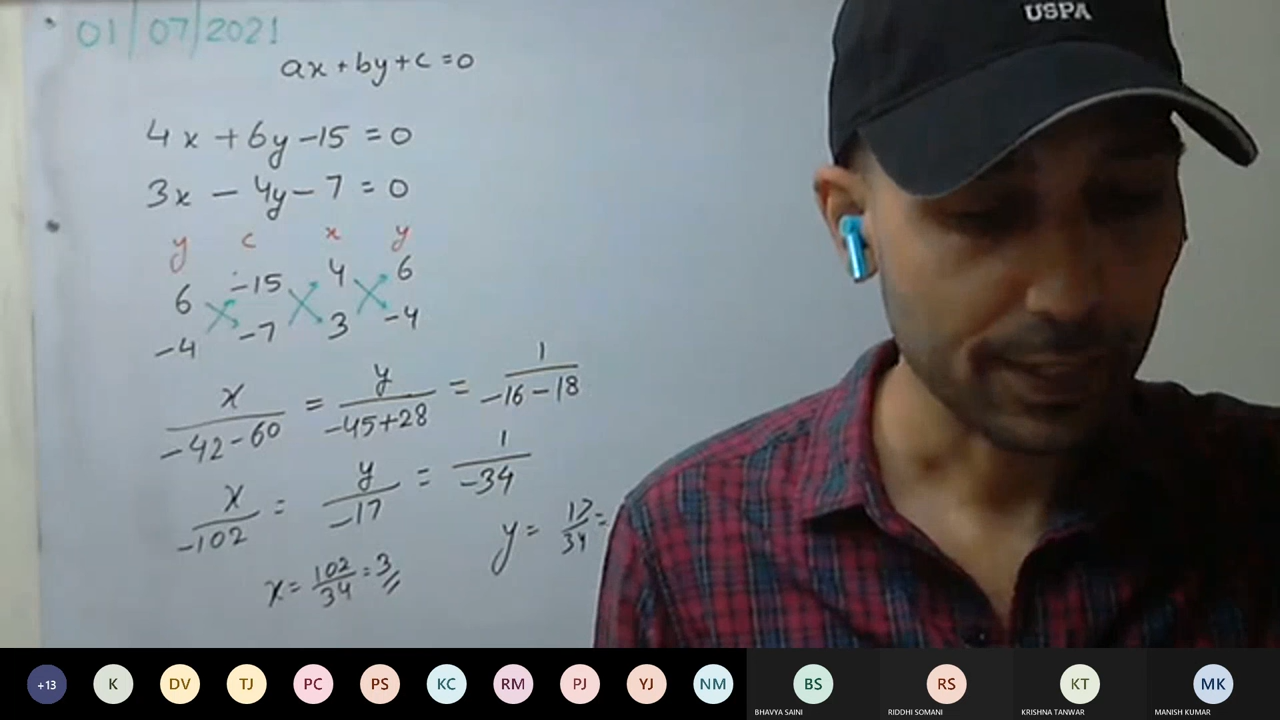 01/07/2021
USPA
ax+by+c=0
4x+6y-15=0
3x-4y-7=0
y c x y
6 -15 4 6
-4 -7 3 -4
x/-42-60 = y/-45+28 = 1/-16-18
x/-102 = y/-17 = 1/-34
y= 17/34=
x=102/34=3
+13 K DV TJ PC PS KC RM PJ YJ NM BS RS KT MK
BHAVYA SAINI RIDDHI SOMANI KRISHNA TANWAR MANISH KUMAR